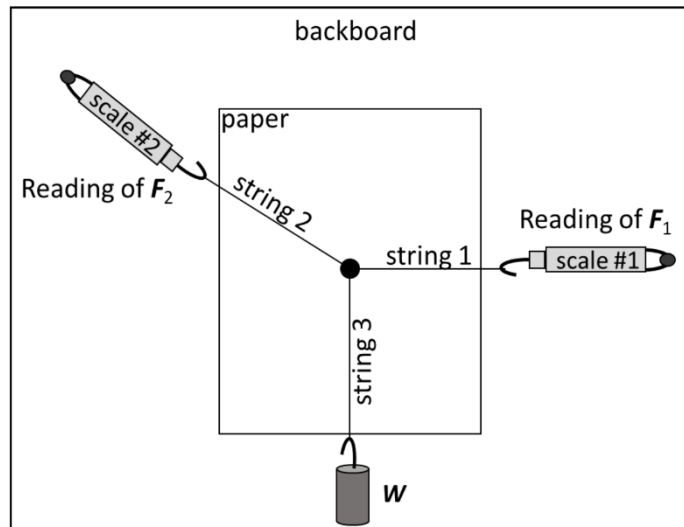 backboard
scale #2
paper
Reading of F₂
string 2
Reading of F₁
string 1
scale #1
string 3
W